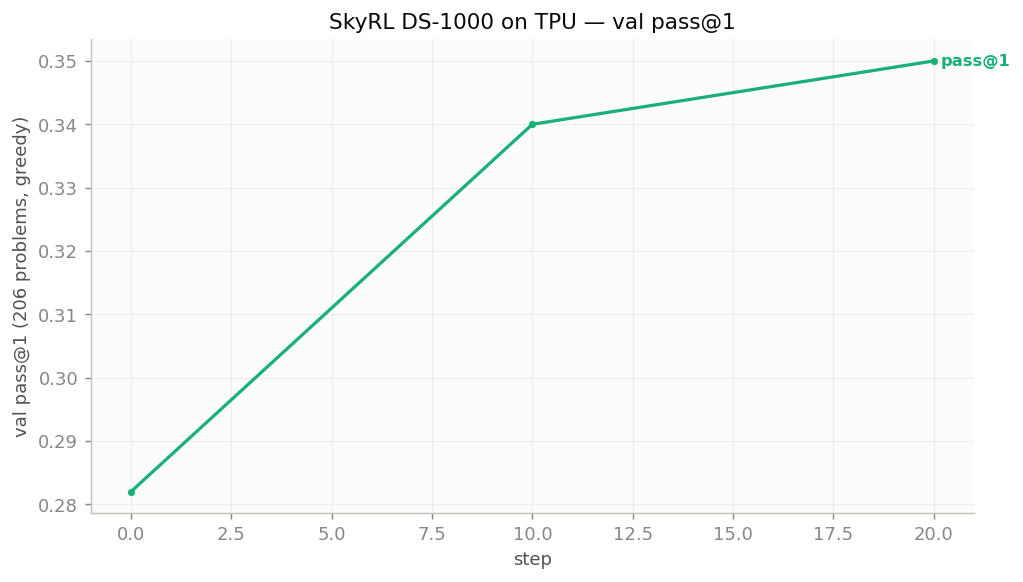 SkyRL DS-1000 on TPU — val pass@1
val pass@1 (206 problems, greedy)
0.35
0.34
0.33
0.32
0.31
0.30
0.29
0.28
pass@1
0.0 2.5 5.0 7.5 10.0 12.5 15.0 17.5 20.0
step